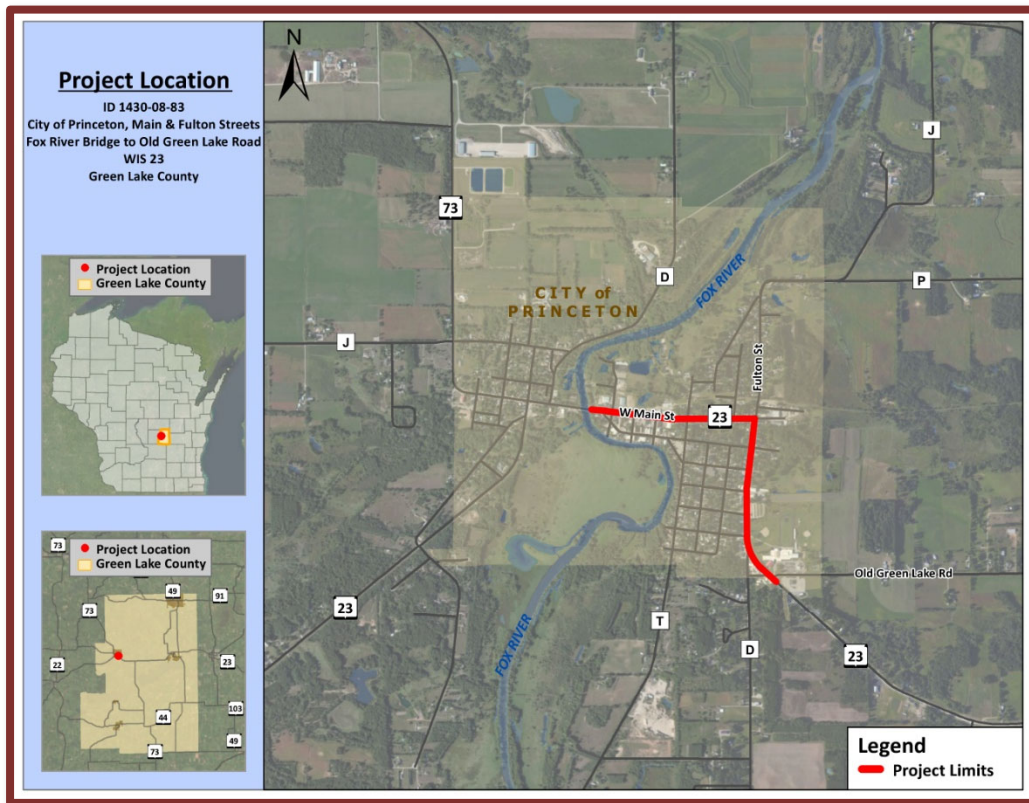 Project Location
ID 1430-08-83
City of Princeton, Main & Fulton Streets
Fox River Bridge to Old Green Lake Road
WIS 23
Green Lake County
Project Location
Green Lake County
Project Location
Green Lake County
73
49
91
73
22
23
103
44
49
73
N
J
73
D
FOX RIVER
P
CITY of
PRINCETON
J
Fulton St
W Main St
23
Old Green Lake Rd
23
T
D
FOX RIVER
23
Legend
Project Limits